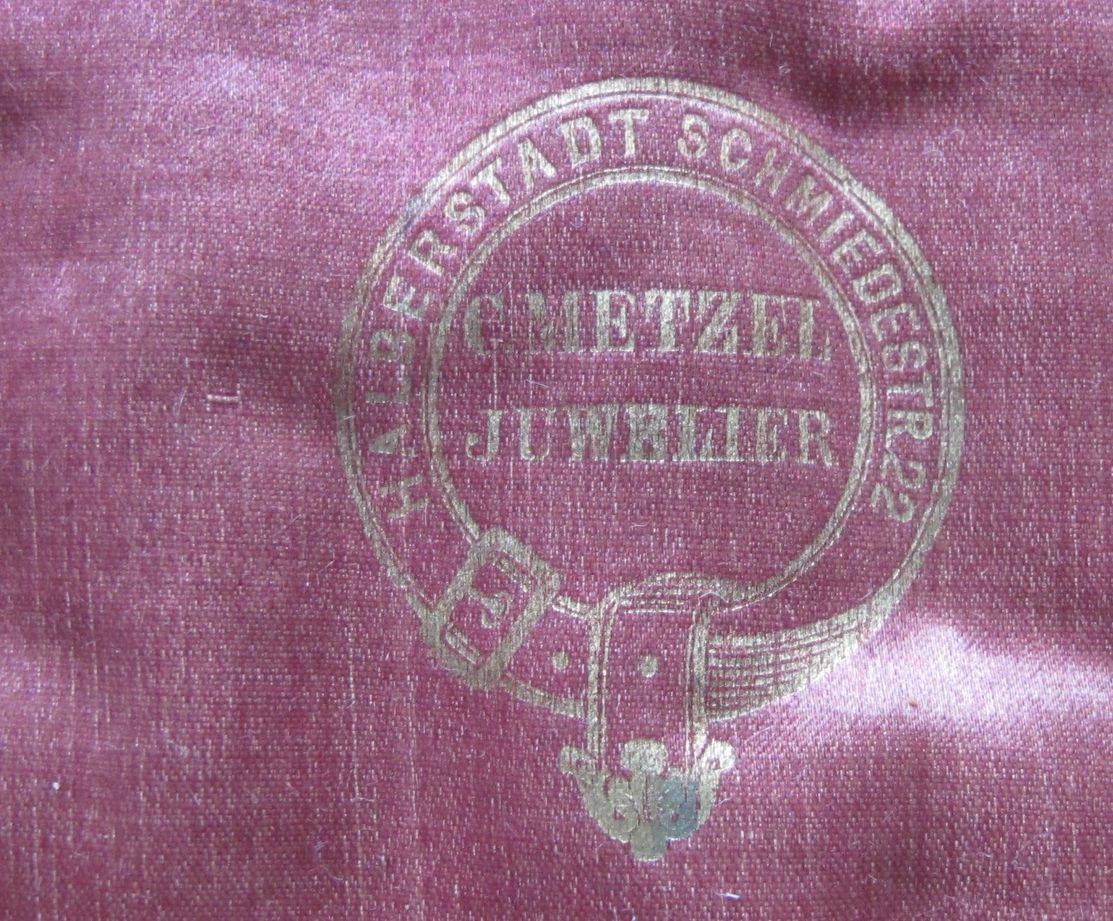 HALBERSTADT SCHMIEDESTR. 22
C. METZEL
JUWELIER